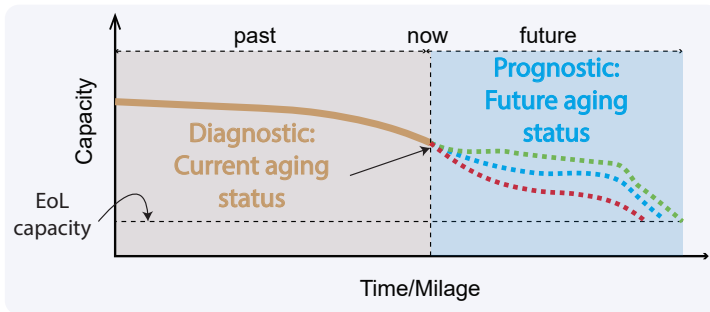 past
now
future
Prognostic:
Future aging
status
Capacity
Diagnostic:
Current aging
status
EoL
capacity
Time/Milage